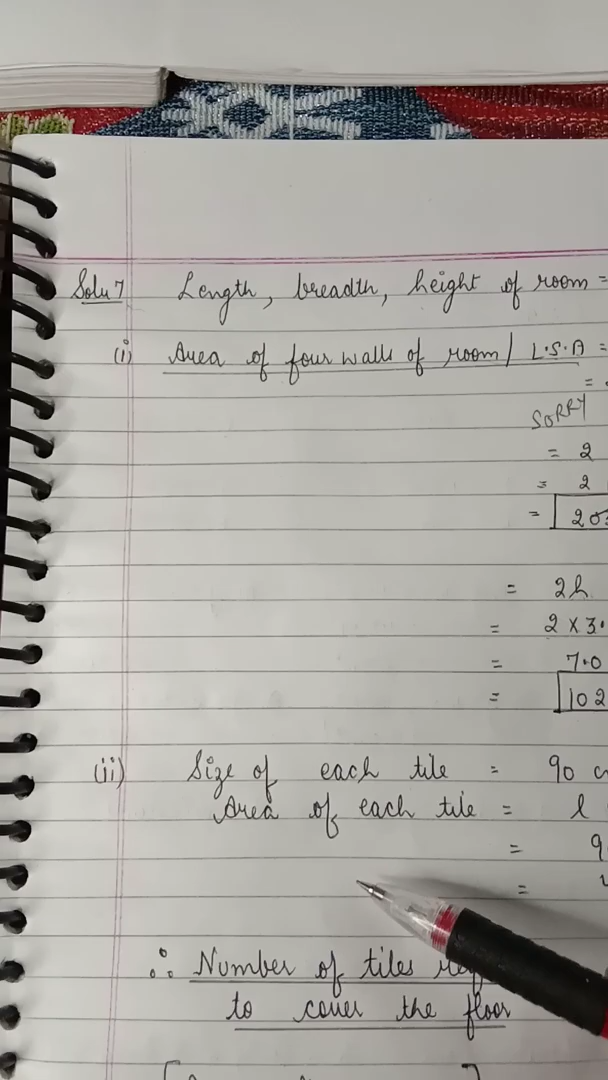 Solu 7 Length, breadth, height of room =
(i) Area of four walls of room / L.S.A =
=
SORRY
= 2
= 2
=
= 2h
= 2 x 3.
= 7.0
= 102
(ii) Size of each tile = 90 c
Area of each tile = l
= 9
=
∴ Number of tiles
to cover the floor